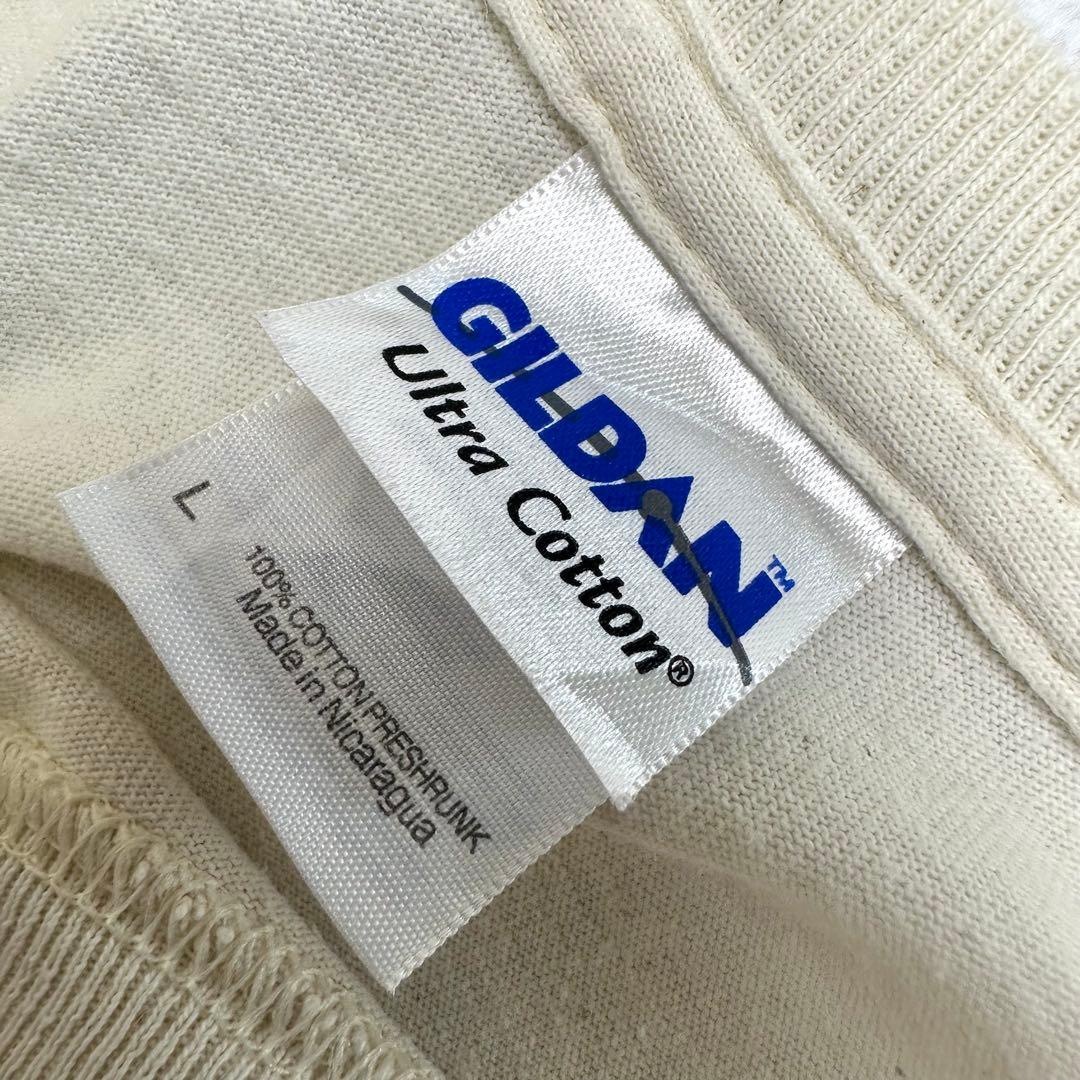 GILDAN™
Ultra Cotton®
L
100% COTTON PRESHRUNK
Made in Nicaragua